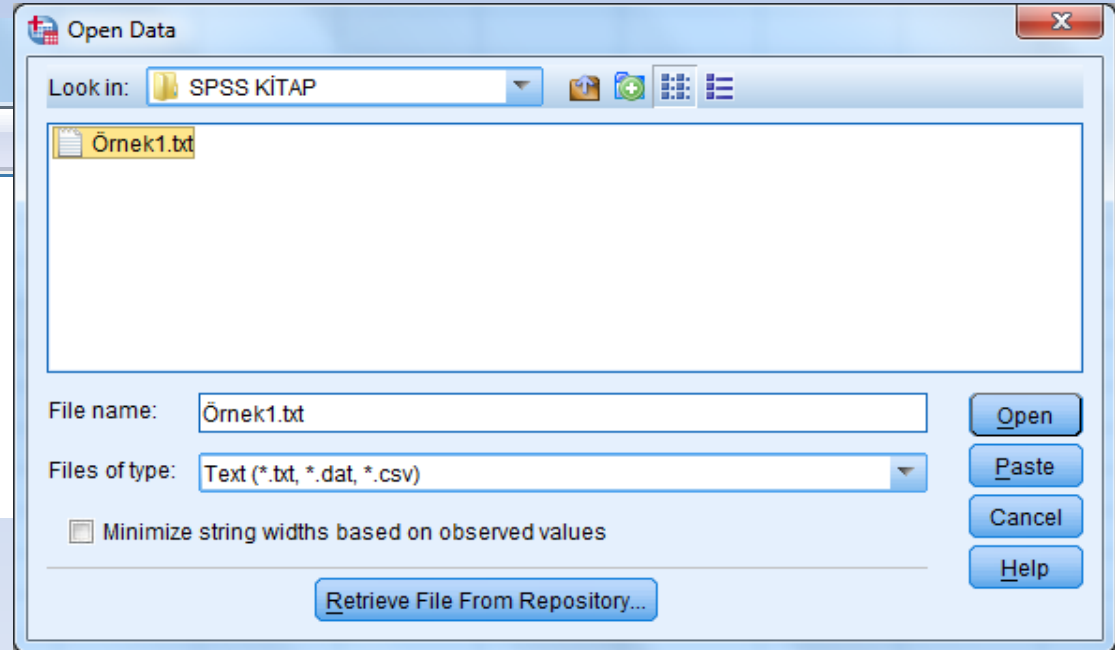 Open Data
Look in: SPSS KİTAP
Örnek1.txt
File name: Örnek1.txt
Open
Files of type: Text (*.txt, *.dat, *.csv)
Paste
Minimize string widths based on observed values
Cancel
Help
Retrieve File From Repository...